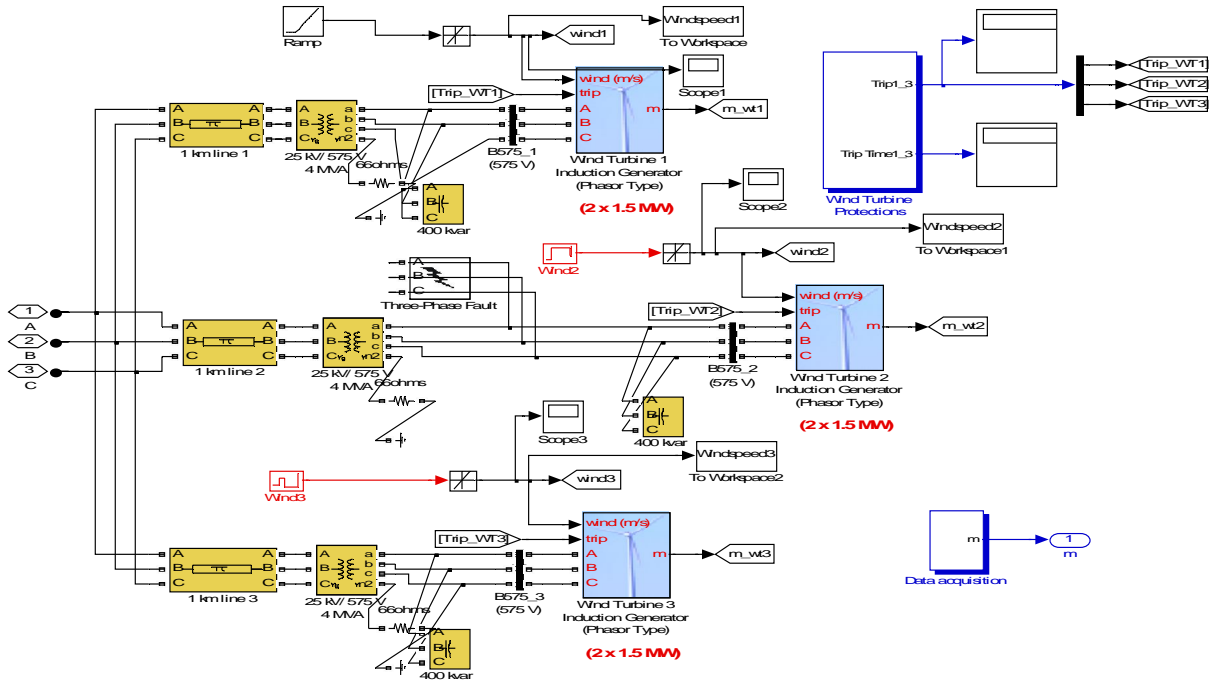 Ramp
wind1
Windspeed1
To Workspace
Scope1
[Trip_WT1]
wind (m/s)
trip
A
B
C
m
m_wt1
Wind Turbine 1
Induction Generator
(Phasor Type)
(2 x 1.5 MW)
A
B
C
A
B
C
1 km line 1
A
B
C
a
b
c
n2
25 kV/ 575 V
4 MVA
66ohms
A
B
C
400 kvar
B575_1
(575 V)
Trip1_3
Trip Time1_3
Wind Turbine
Protections
[Trip_WT1]
[Trip_WT2]
[Trip_WT3]
Scope2
Wind2
wind2
Windspeed2
To Workspace1
A
B
C
Three-Phase Fault
1
A
2
B
3
C
A
B
C
A
B
C
1 km line 2
A
B
C
a
b
c
n2
25 kV/ 575 V
4 MVA
66ohms
[Trip_WT2]
wind (m/s)
trip
A
B
C
m
m_wt2
B575_2
(575 V)
Wind Turbine 2
Induction Generator
(Phasor Type)
(2 x 1.5 MW)
A
B
C
400 kvar
Scope3
Wind3
wind3
Windspeed3
To Workspace2
[Trip_WT3]
wind (m/s)
trip
A
B
C
m
m_wt3
A
B
C
A
B
C
1 km line 3
A
B
C
a
b
c
n2
25 kV/ 575 V
4 MVA
66ohms
A
B
C
400 kvar
B575_3
(575 V)
Wind Turbine 3
Induction Generator
(Phasor Type)
(2 x 1.5 MW)
m
Data acquisition
1
m